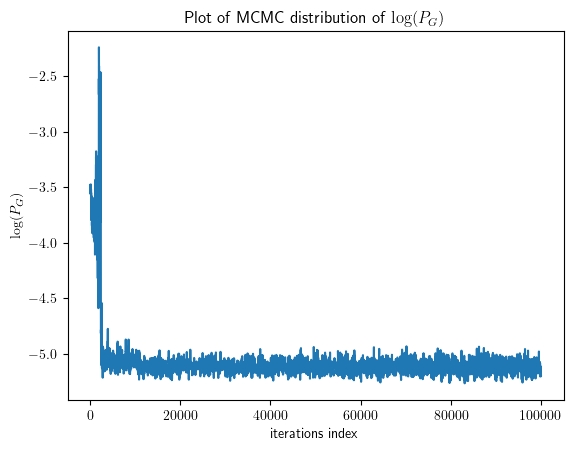 Plot of MCMC distribution of log(P_G)
log(P_G)
−2.5
−3.0
−3.5
−4.0
−4.5
−5.0
0 20000 40000 60000 80000 100000
iterations index